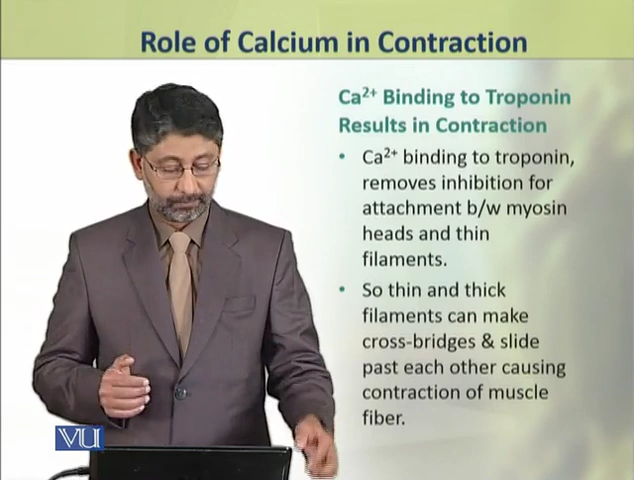 Role of Calcium in Contraction
Ca²⁺ Binding to Troponin
Results in Contraction
• Ca²⁺ binding to troponin,
removes inhibition for
attachment b/w myosin
heads and thin
filaments.
• So thin and thick
filaments can make
cross-bridges & slide
past each other causing
contraction of muscle
fiber.
VU